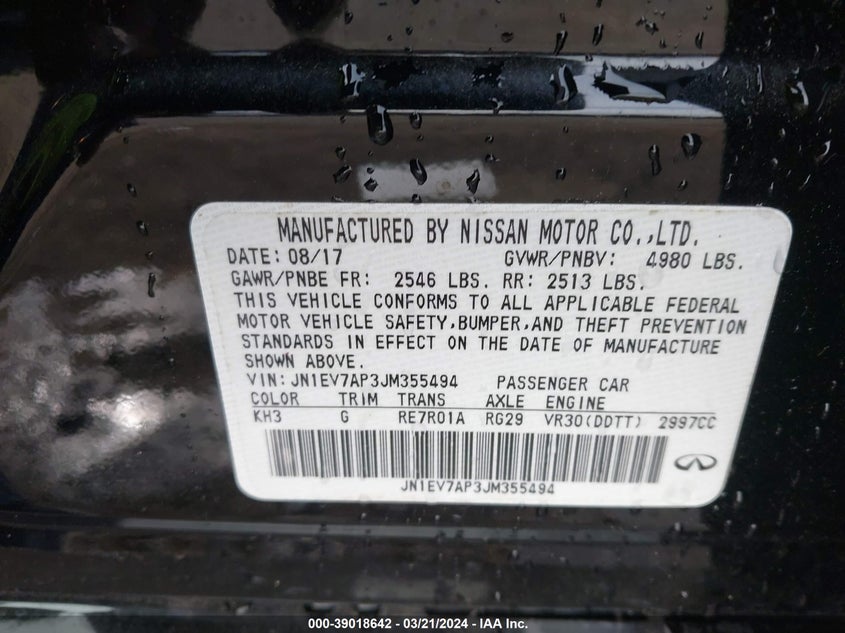 MANUFACTURED BY NISSAN MOTOR CO.,LTD.
DATE: 08/17 GVWR/PNBV: 4980 LBS.
GAWR/PNBE FR: 2546 LBS. RR: 2513 LBS.
THIS VEHICLE CONFORMS TO ALL APPLICABLE FEDERAL
MOTOR VEHICLE SAFETY,BUMPER,AND THEFT PREVENTION
STANDARDS IN EFFECT ON THE DATE OF MANUFACTURE
SHOWN ABOVE.
VIN: JN1EV7AP3JM355494 PASSENGER CAR
COLOR TRIM TRANS AXLE ENGINE
KH3 G RE7R01A RG29 VR30(DDTT) 2997CC
JN1EV7AP3JM355494
000-39018642 - 03/21/2024 - IAA Inc.